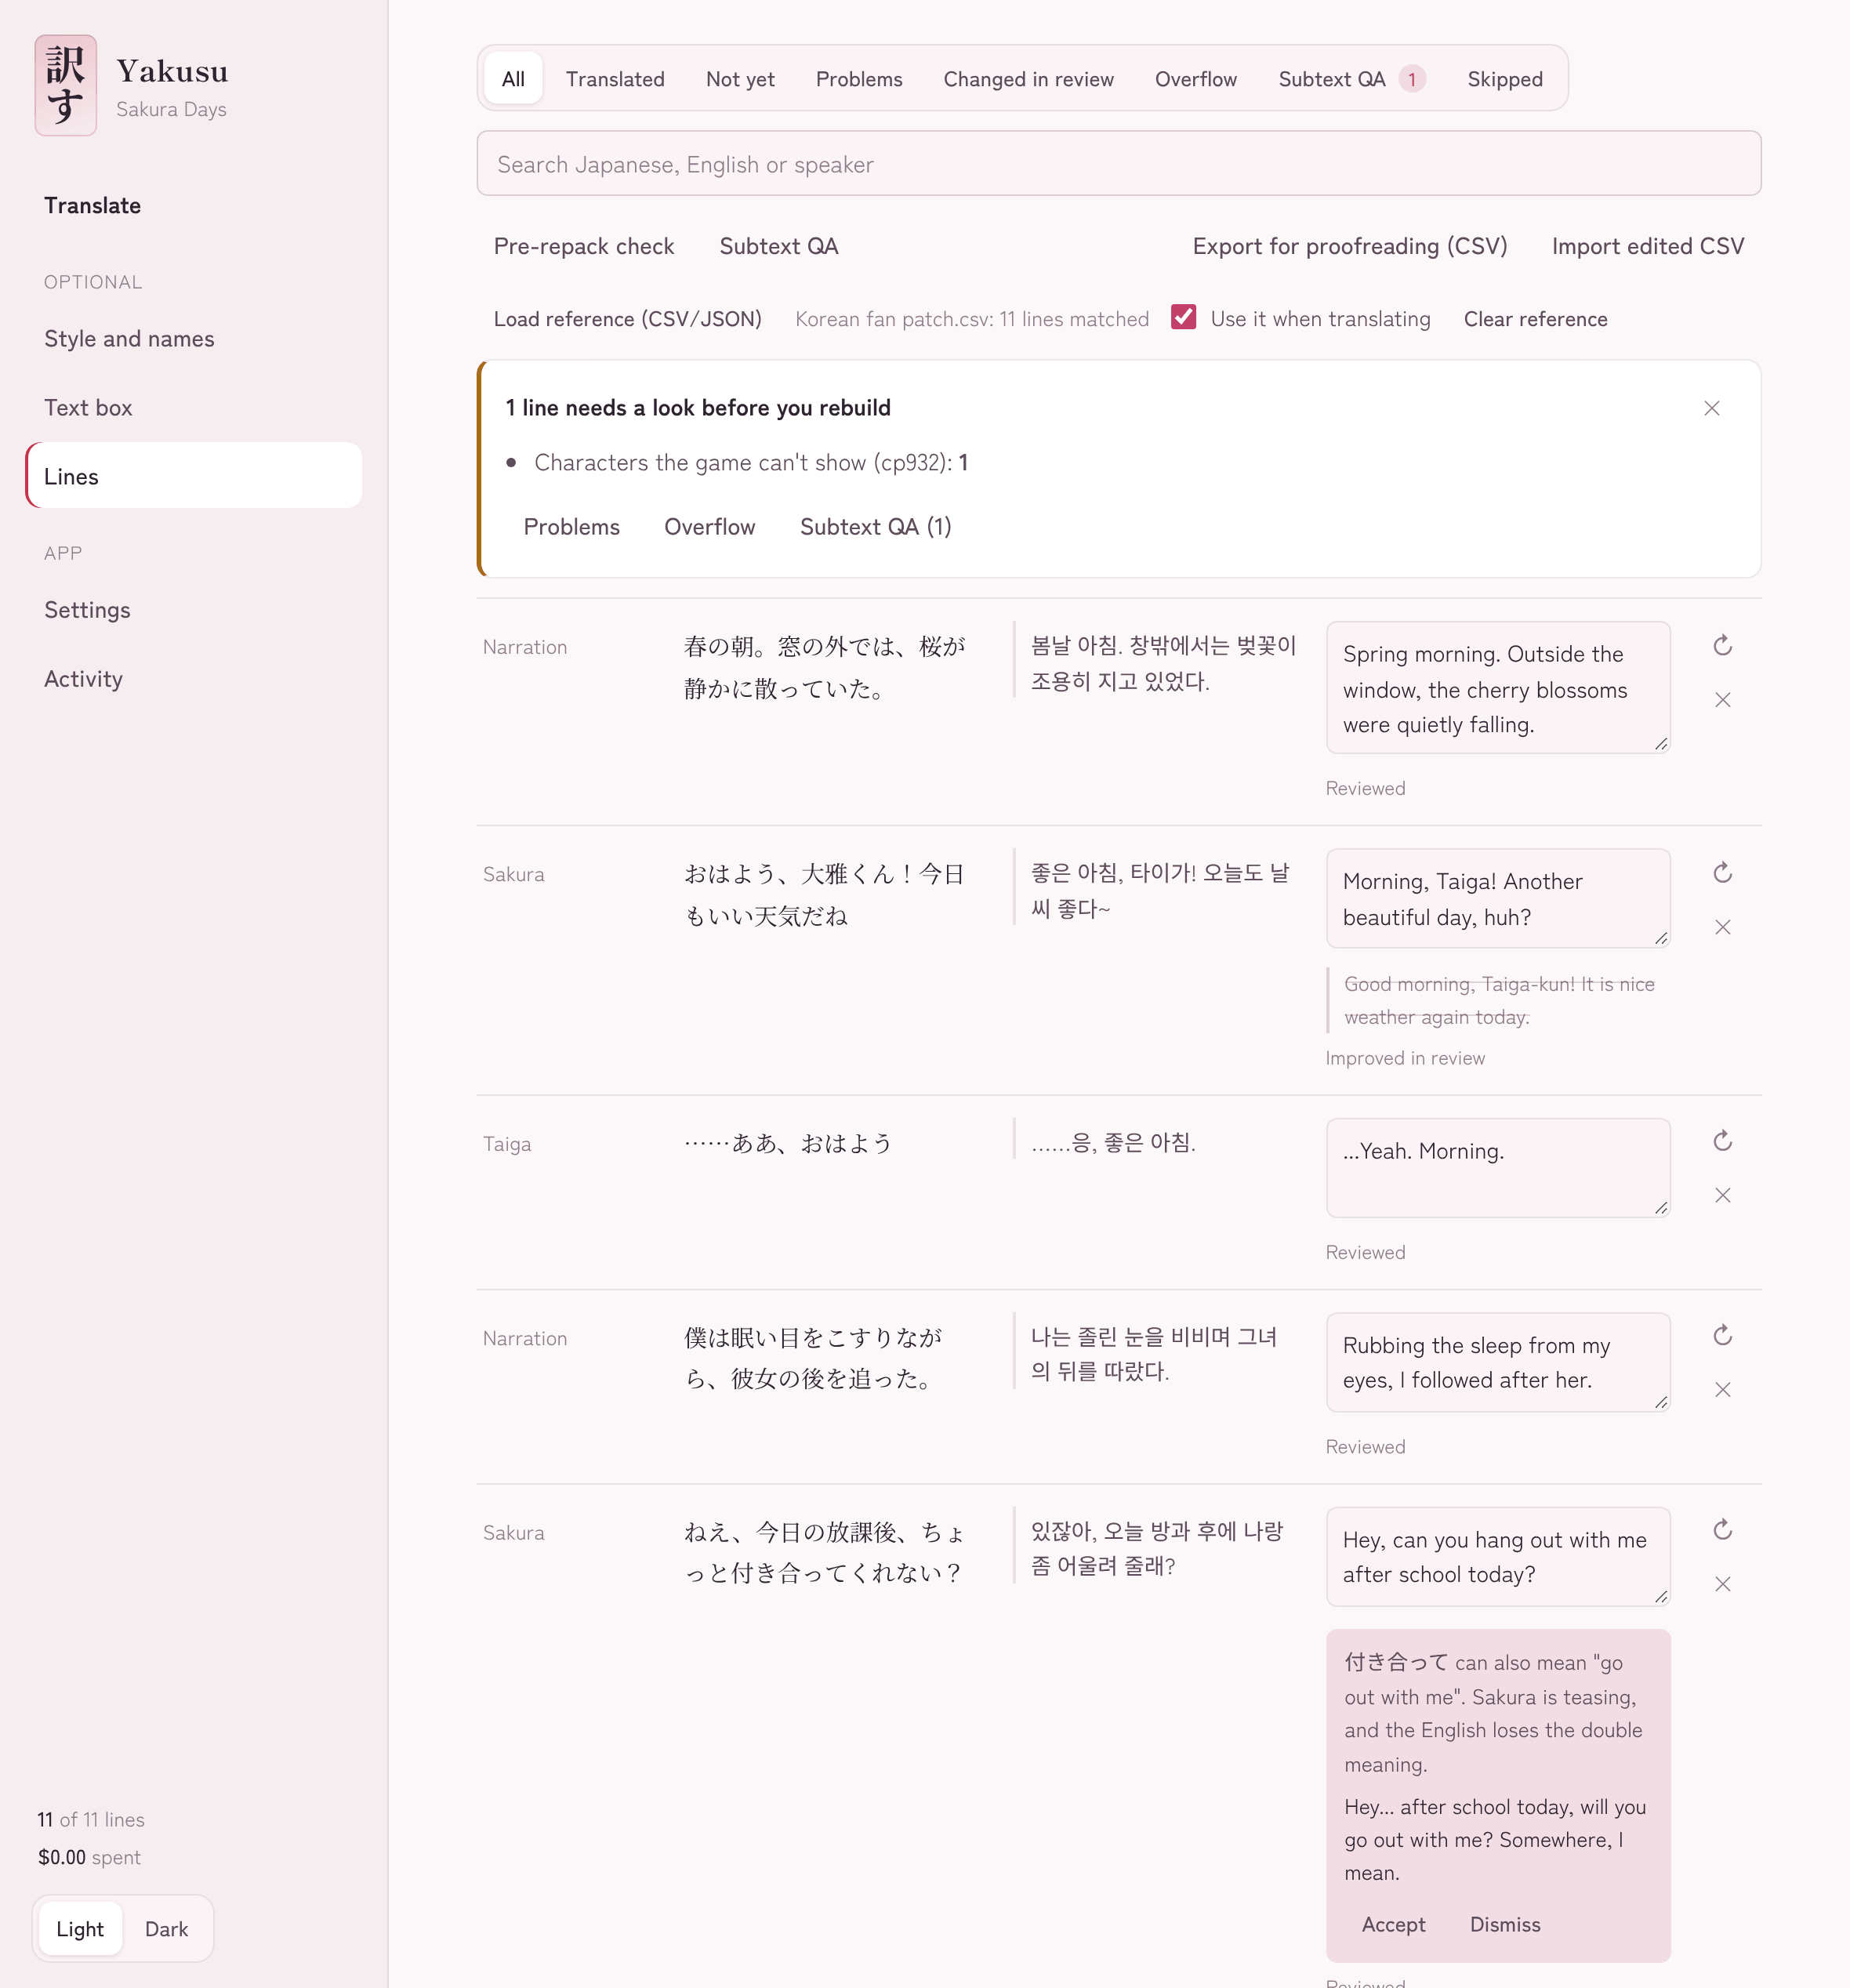 訳す
Yakusu
Sakura Days
Translate
OPTIONAL
Style and names
Text box
Lines
APP
Settings
Activity
11 of 11 lines
$0.00 spent
Light
Dark
All
Translated
Not yet
Problems
Changed in review
Overflow
Subtext QA 1
Skipped
Search Japanese, English or speaker
Pre-repack check
Subtext QA
Export for proofreading (CSV)
Import edited CSV
Load reference (CSV/JSON)
Korean fan patch.csv: 11 lines matched
Use it when translating
Clear reference
1 line needs a look before you rebuild
Characters the game can't show (cp932): 1
Problems
Overflow
Subtext QA (1)
Narration
春の朝。窓の外では、桜が
静かに散っていた。
봄날 아침. 창밖에서는 벚꽃이
조용히 지고 있었다.
Spring morning. Outside the
window, the cherry blossoms
were quietly falling.
Reviewed
Sakura
おはよう、大雅くん！今日
もいい天気だね
좋은 아침, 타이가! 오늘도 날
씨 좋다~
Morning, Taiga! Another
beautiful day, huh?
Good morning, Taiga-kun! It is nice
weather again today.
Improved in review
Taiga
……ああ、おはよう
……응, 좋은 아침.
...Yeah. Morning.
Reviewed
Narration
僕は眠い目をこすりなが
ら、彼女の後を追った。
나는 졸린 눈을 비비며 그녀
의 뒤를 따랐다.
Rubbing the sleep from my
eyes, I followed after her.
Reviewed
Sakura
ねえ、今日の放課後、ちょ
っと付き合ってくれない？
있잖아, 오늘 방과 후에 나랑
좀 어울려 줄래?
Hey, can you hang out with me
after school today?
付き合って can also mean "go
out with me". Sakura is teasing,
and the English loses the double
meaning.
Hey... after school today, will you
go out with me? Somewhere, I
mean.
Accept
Dismiss
Reviewed